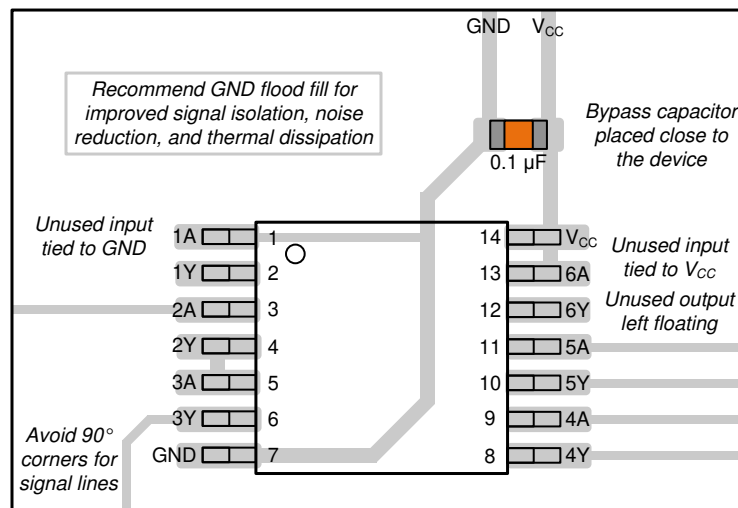 GND V_CC
Recommend GND flood fill for
improved signal isolation, noise
reduction, and thermal dissipation
Bypass capacitor
placed close to
the device
0.1 µF
Unused input
tied to GND
1A 1 14 V_CC
1Y 2 13 6A
2A 3 12 6Y
2Y 4 11 5A
3A 5 10 5Y
3Y 6 9 4A
GND 7 8 4Y
Unused input
tied to V_CC
Unused output
left floating
Avoid 90°
corners for
signal lines